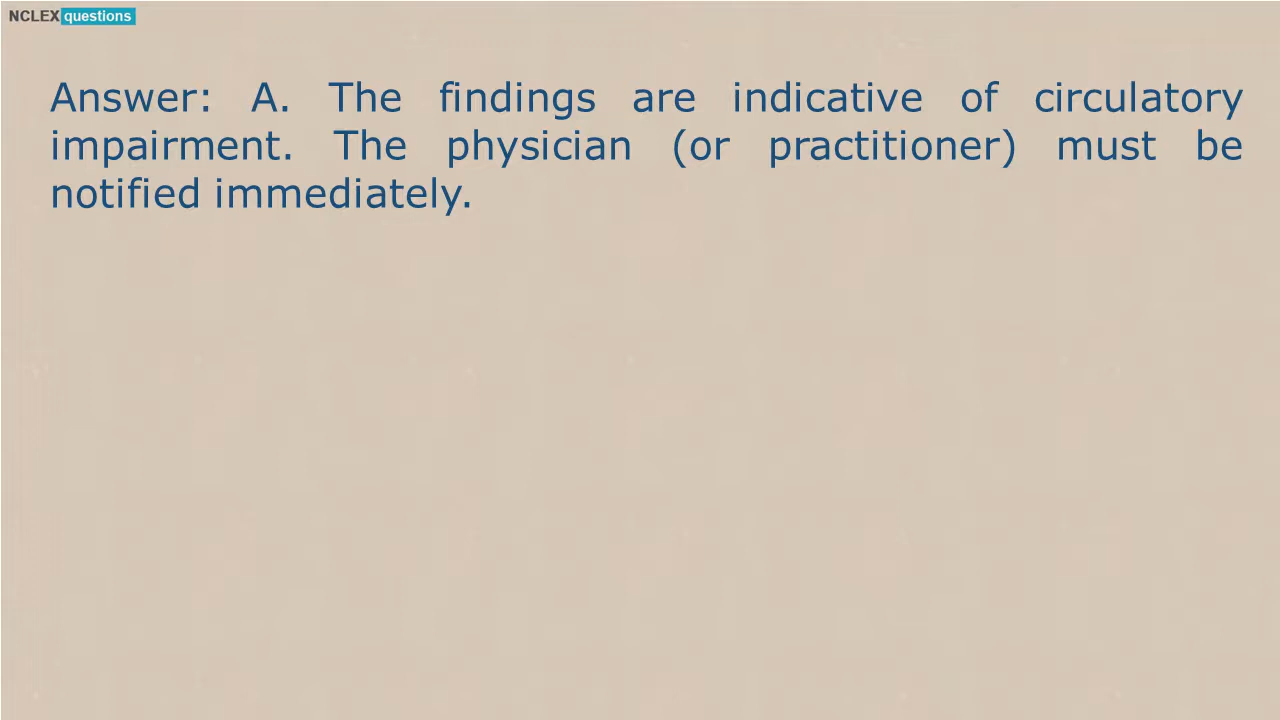 NCLEX questions
Answer: A. The findings are indicative of circulatory
impairment. The physician (or practitioner) must be
notified immediately.